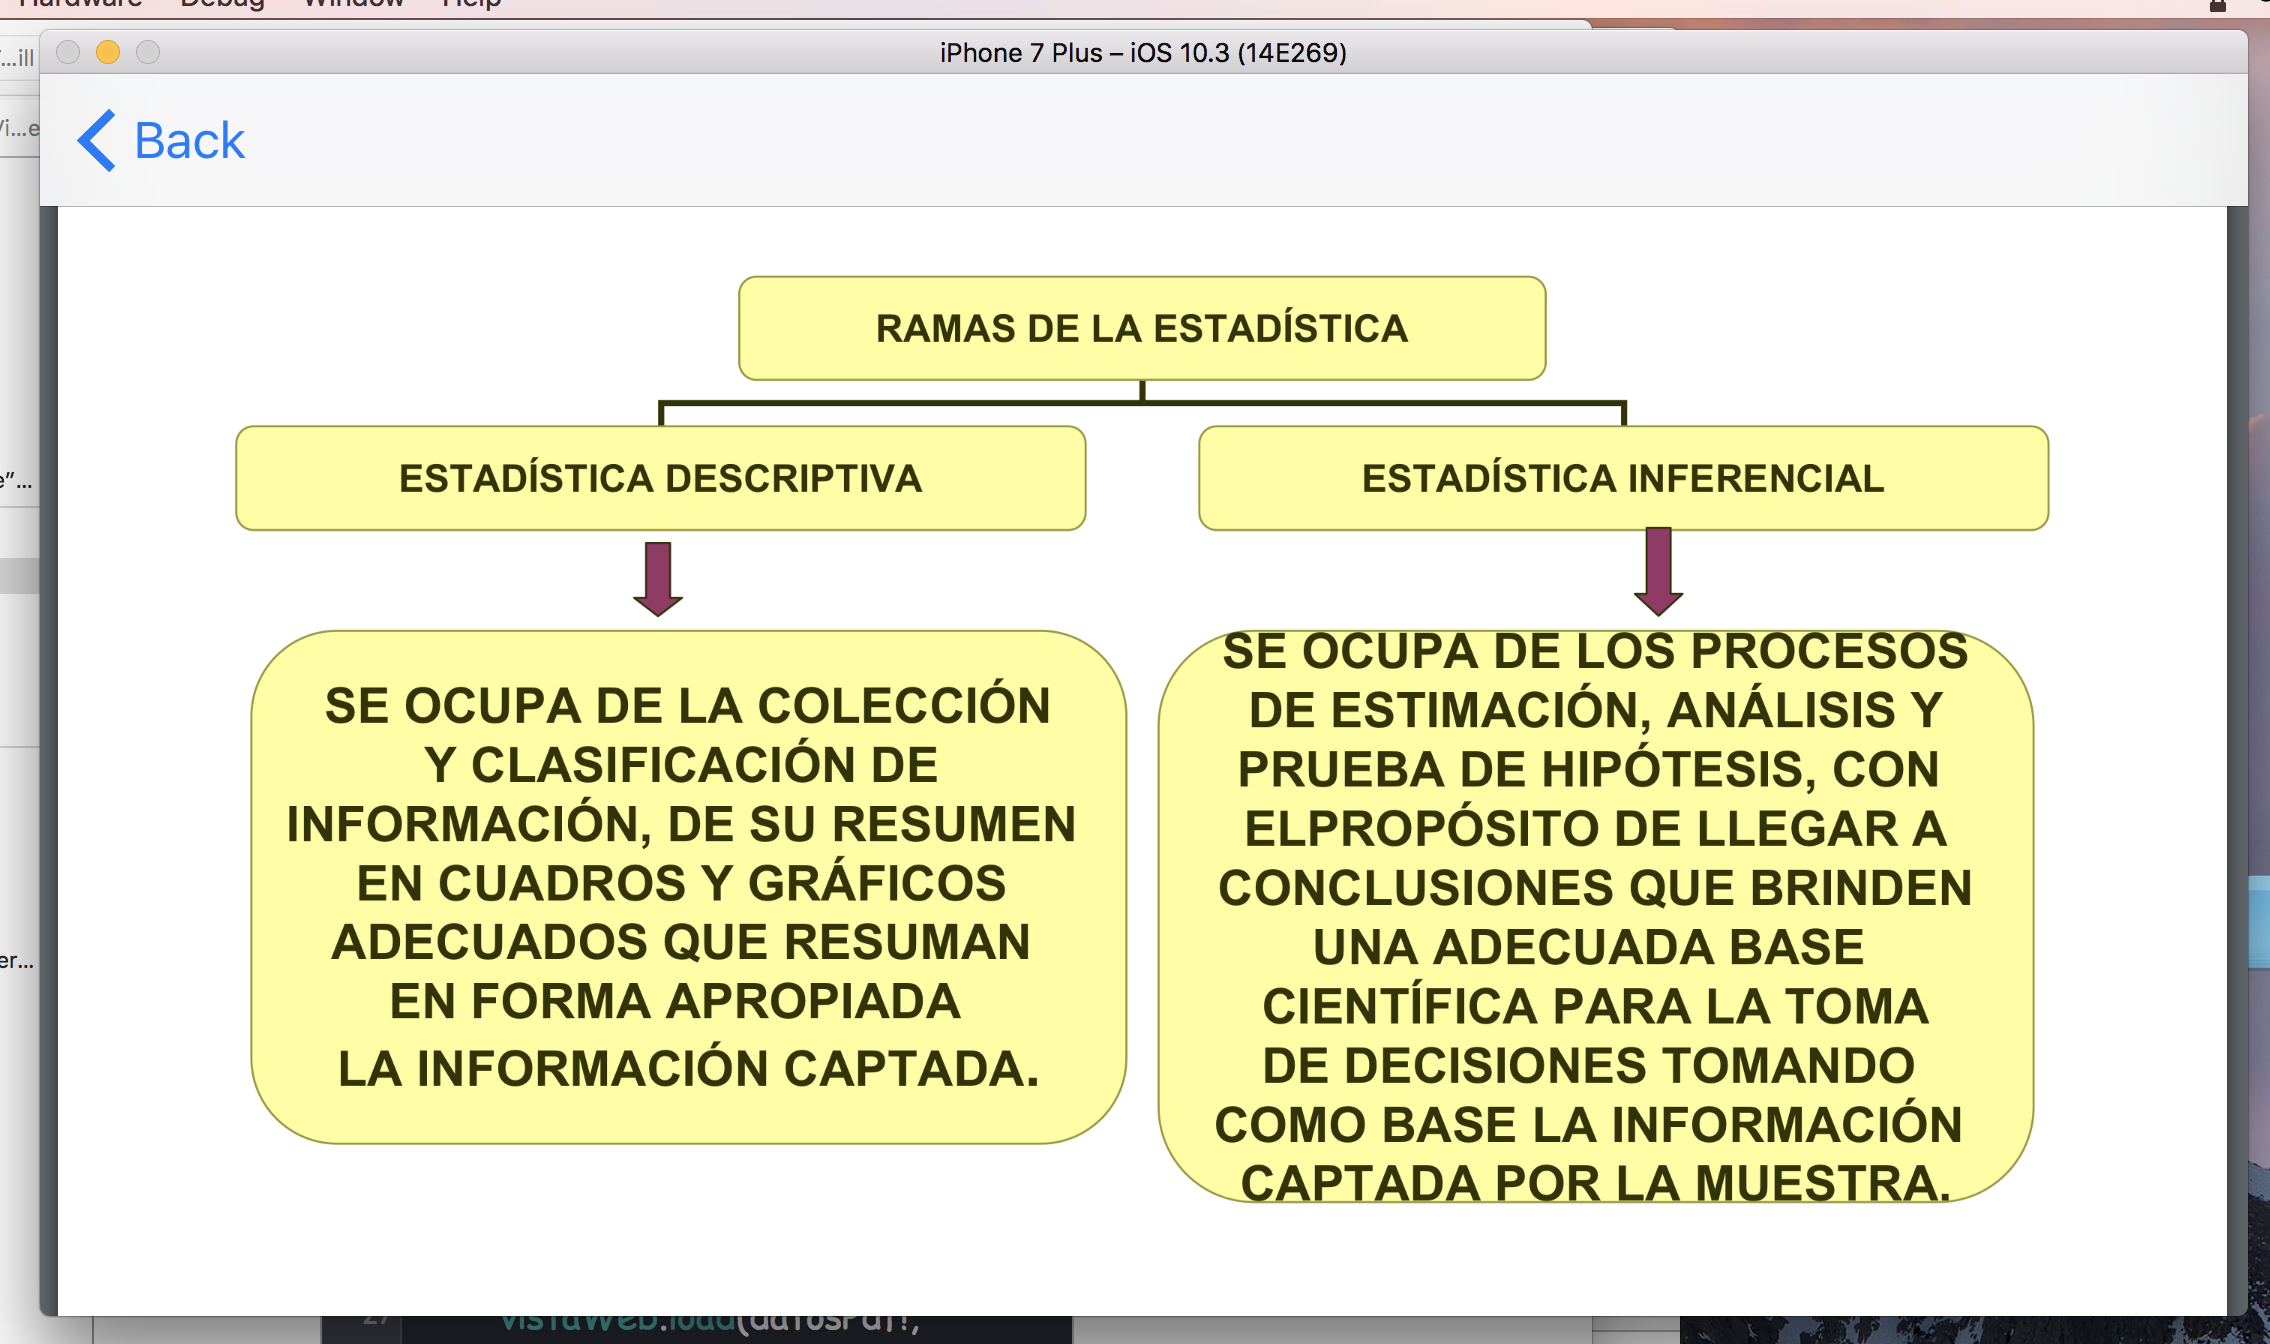 Hardware Debug Window Help
…ill
iPhone 7 Plus – iOS 10.3 (14E269)
Back
RAMAS DE LA ESTADÍSTICA
ESTADÍSTICA DESCRIPTIVA
ESTADÍSTICA INFERENCIAL
SE OCUPA DE LA COLECCIÓN
Y CLASIFICACIÓN DE
INFORMACIÓN, DE SU RESUMEN
EN CUADROS Y GRÁFICOS
ADECUADOS QUE RESUMAN
EN FORMA APROPIADA
LA INFORMACIÓN CAPTADA.
SE OCUPA DE LOS PROCESOS
DE ESTIMACIÓN, ANÁLISIS Y
PRUEBA DE HIPÓTESIS, CON
ELPROPÓSITO DE LLEGAR A
CONCLUSIONES QUE BRINDEN
UNA ADECUADA BASE
CIENTÍFICA PARA LA TOMA
DE DECISIONES TOMANDO
COMO BASE LA INFORMACIÓN
CAPTADA POR LA MUESTRA.
e”…
er…
27 vistaWeb.load(datosPdf!,